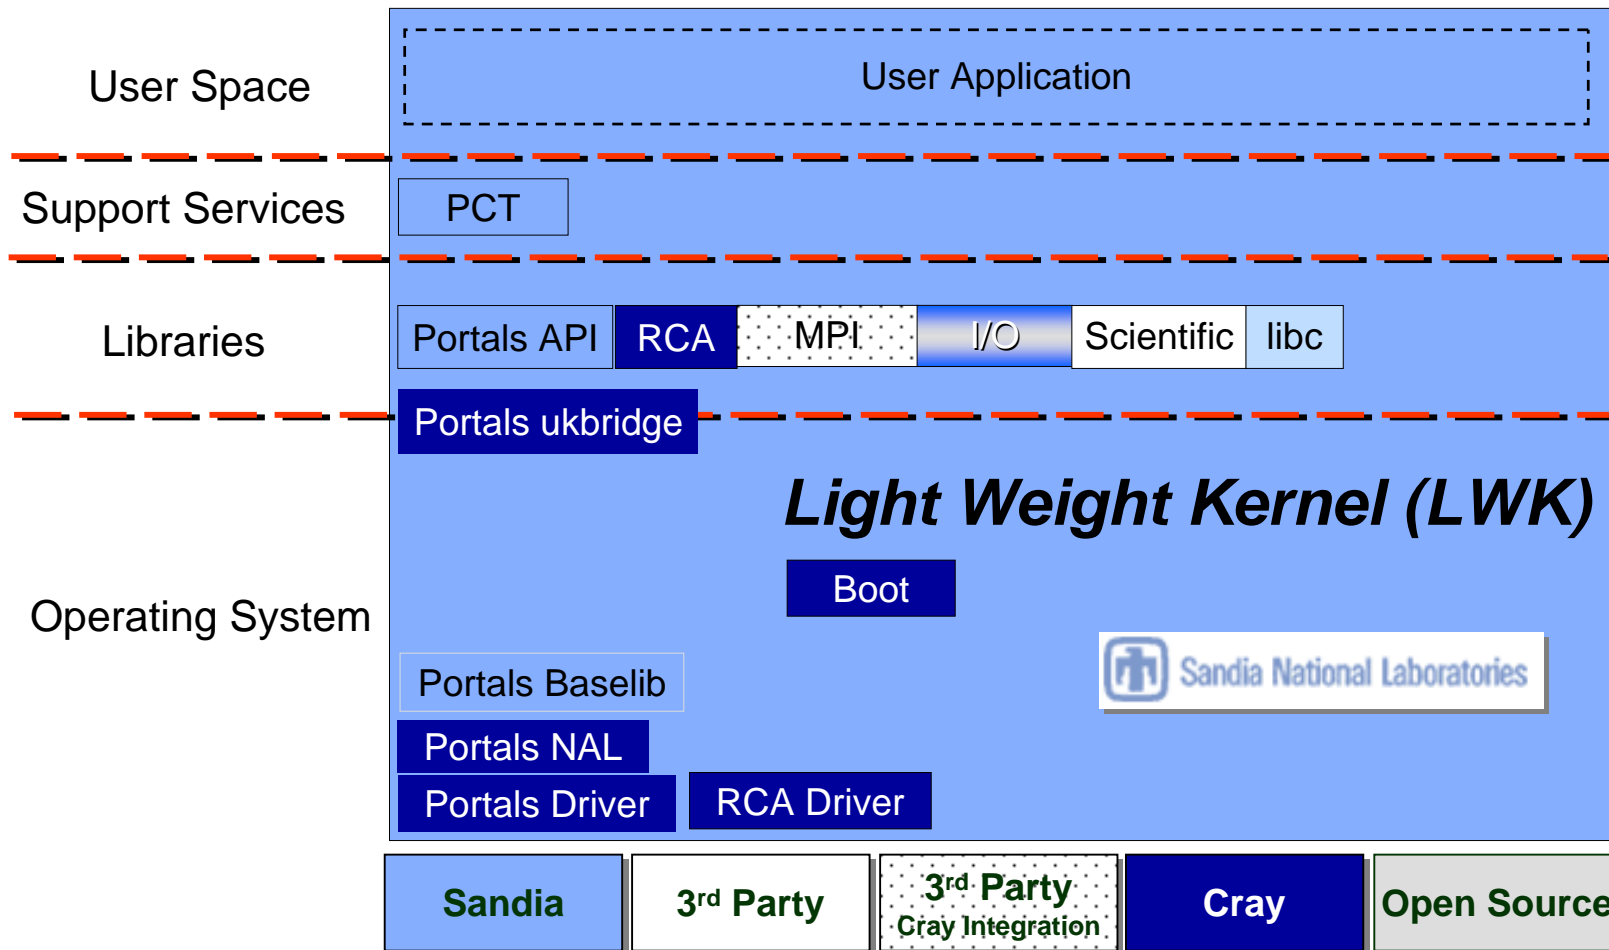 User Space
User Application
Support Services
PCT
Libraries
Portals API
RCA
MPI
I/O
Scientific
libc
Portals ukbridge
Light Weight Kernel (LWK)
Boot
Operating System
Sandia National Laboratories
Portals Baselib
Portals NAL
Portals Driver
RCA Driver
Sandia
3rd Party
3rd Party
Cray Integration
Cray
Open Source